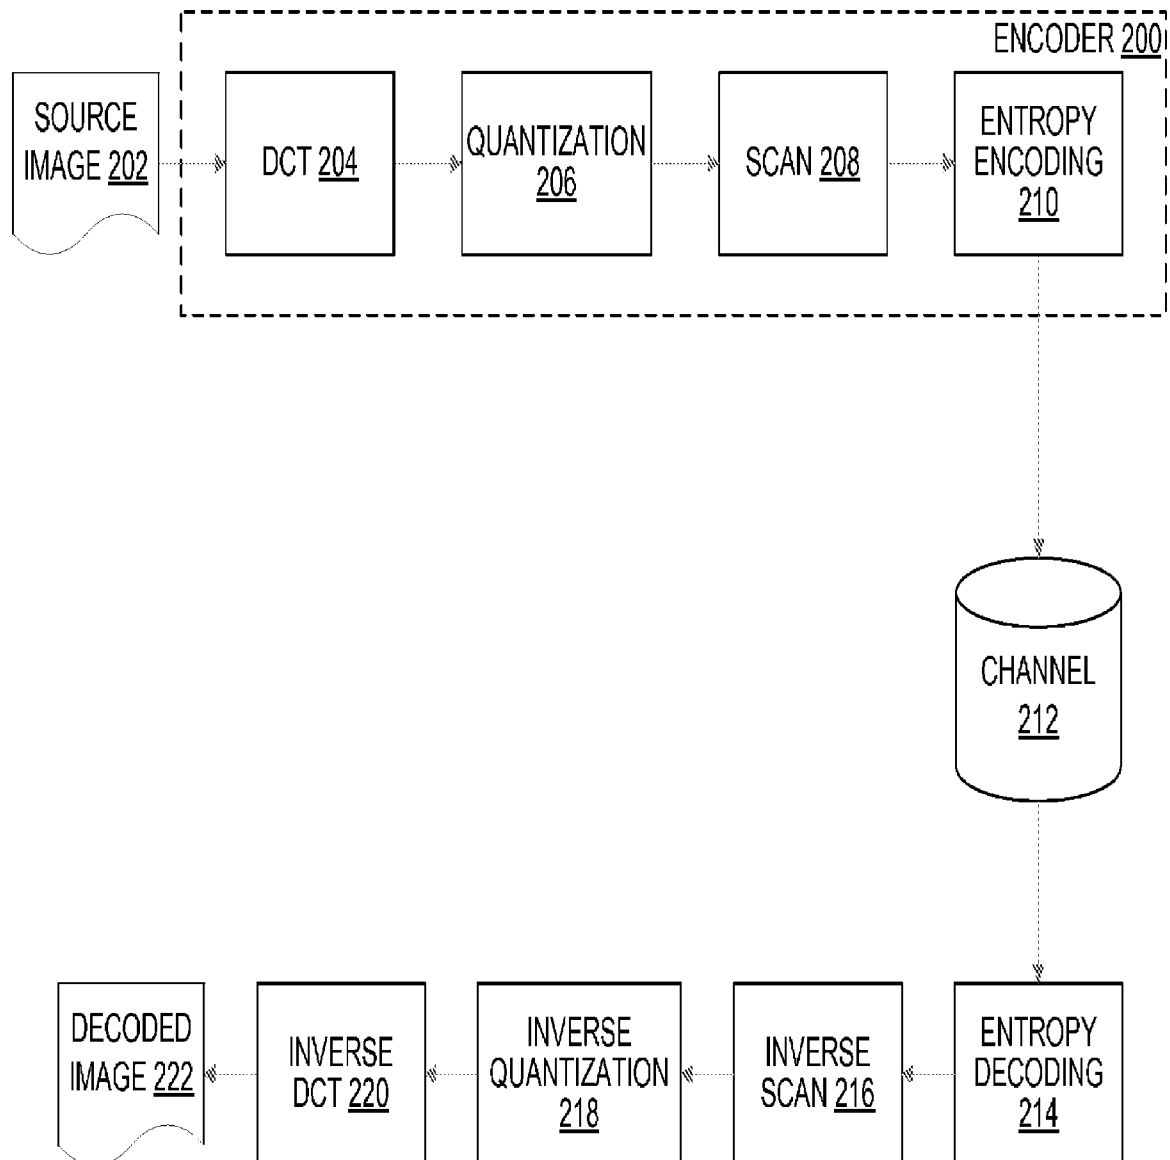 ENCODER 200
SOURCE
IMAGE 202
DCT 204
QUANTIZATION
206
SCAN 208
ENTROPY
ENCODING
210
CHANNEL
212
DECODED
IMAGE 222
INVERSE
DCT 220
INVERSE
QUANTIZATION
218
INVERSE
SCAN 216
ENTROPY
DECODING
214